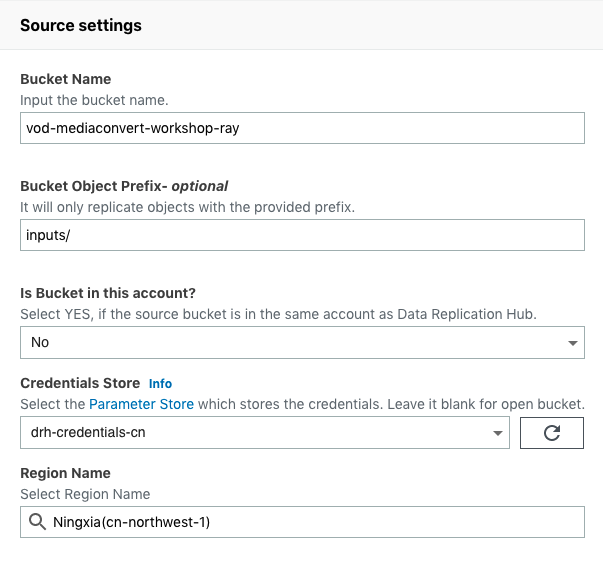 Source settings
Bucket Name
Input the bucket name.
vod-mediaconvert-workshop-ray
Bucket Object Prefix- optional
It will only replicate objects with the provided prefix.
inputs/
Is Bucket in this account?
Select YES, if the source bucket is in the same account as Data Replication Hub.
No
Credentials Store Info
Select the Parameter Store which stores the credentials. Leave it blank for open bucket.
drh-credentials-cn
Region Name
Select Region Name
Ningxia(cn-northwest-1)